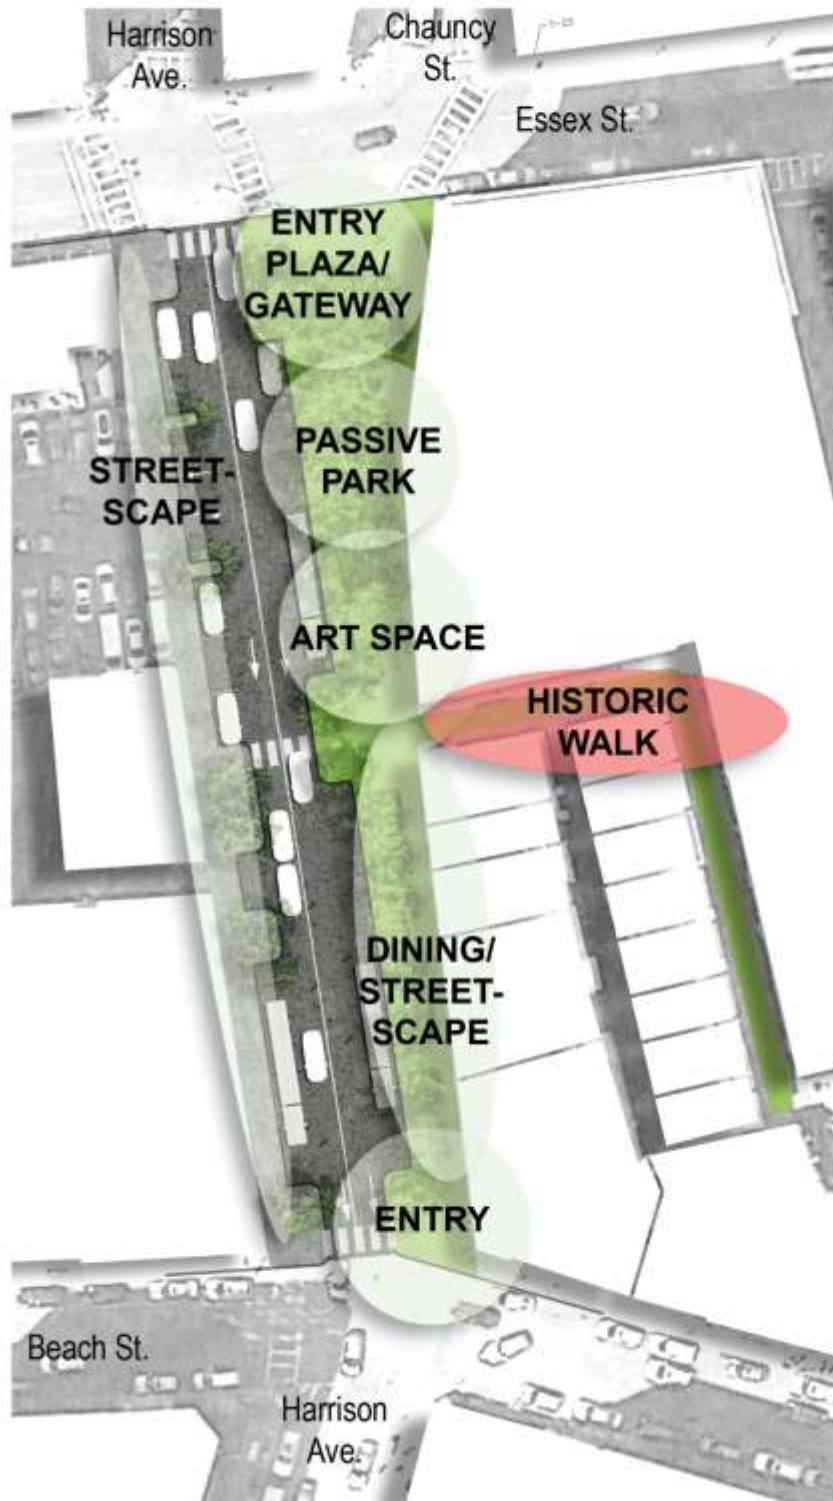 Harrison
Ave.
Chauncy
St.
Essex St.
ENTRY
PLAZA/
GATEWAY
PASSIVE
PARK
STREET-
SCAPE
ART SPACE
HISTORIC
WALK
DINING/
STREET-
SCAPE
ENTRY
Beach St.
Harrison
Ave.